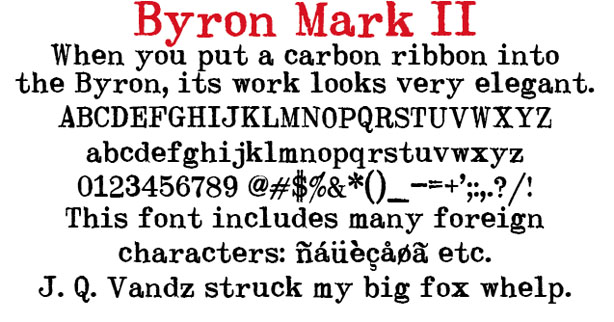 Byron Mark II
When you put a carbon ribbon into
the Byron, its work looks very elegant.
ABCDEFGHIJKLMNOPQRSTUVWXYZ
abcdefghijklmnopqrstuvwxyz
0123456789 @#$%&*()_-=+’;:,.?/!
This font includes many foreign
characters: ñáüèçåøã etc.
J. Q. Vandz struck my big fox whelp.